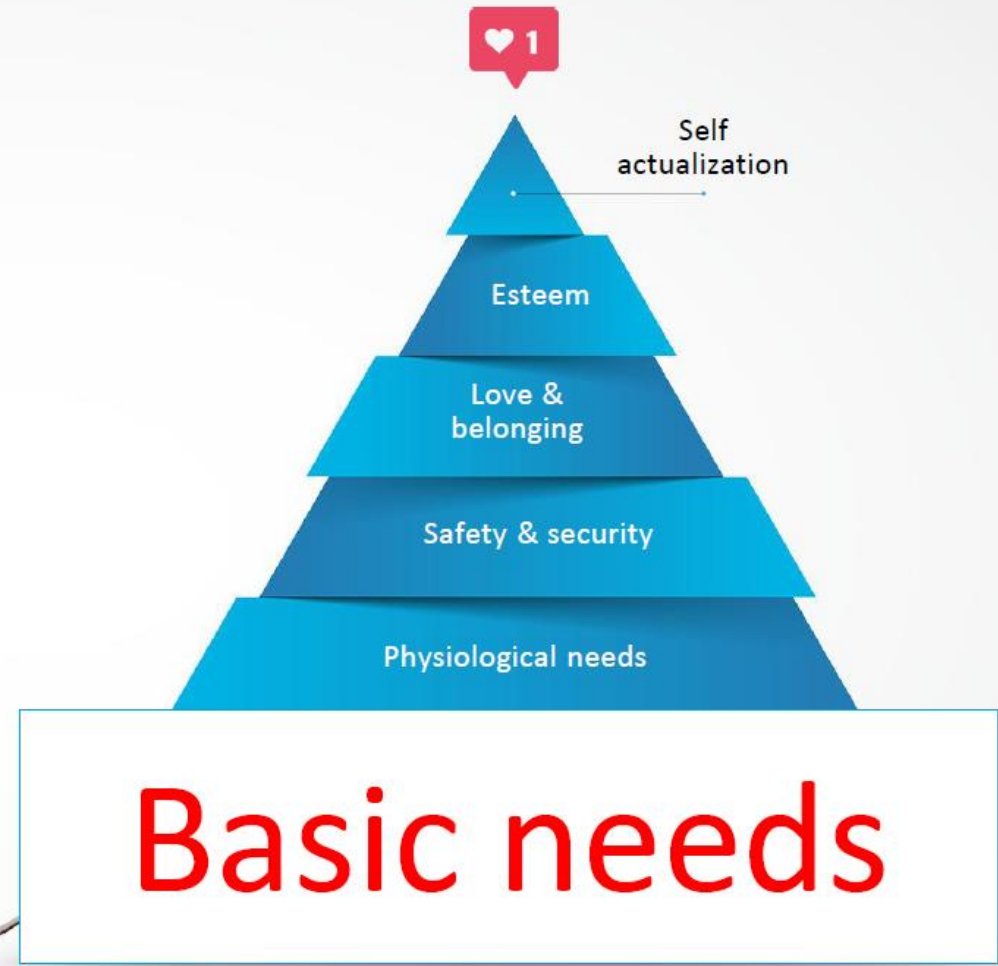 1
Self
actualization
Esteem
Love &
belonging
Safety & security
Physiological needs
Basic needs